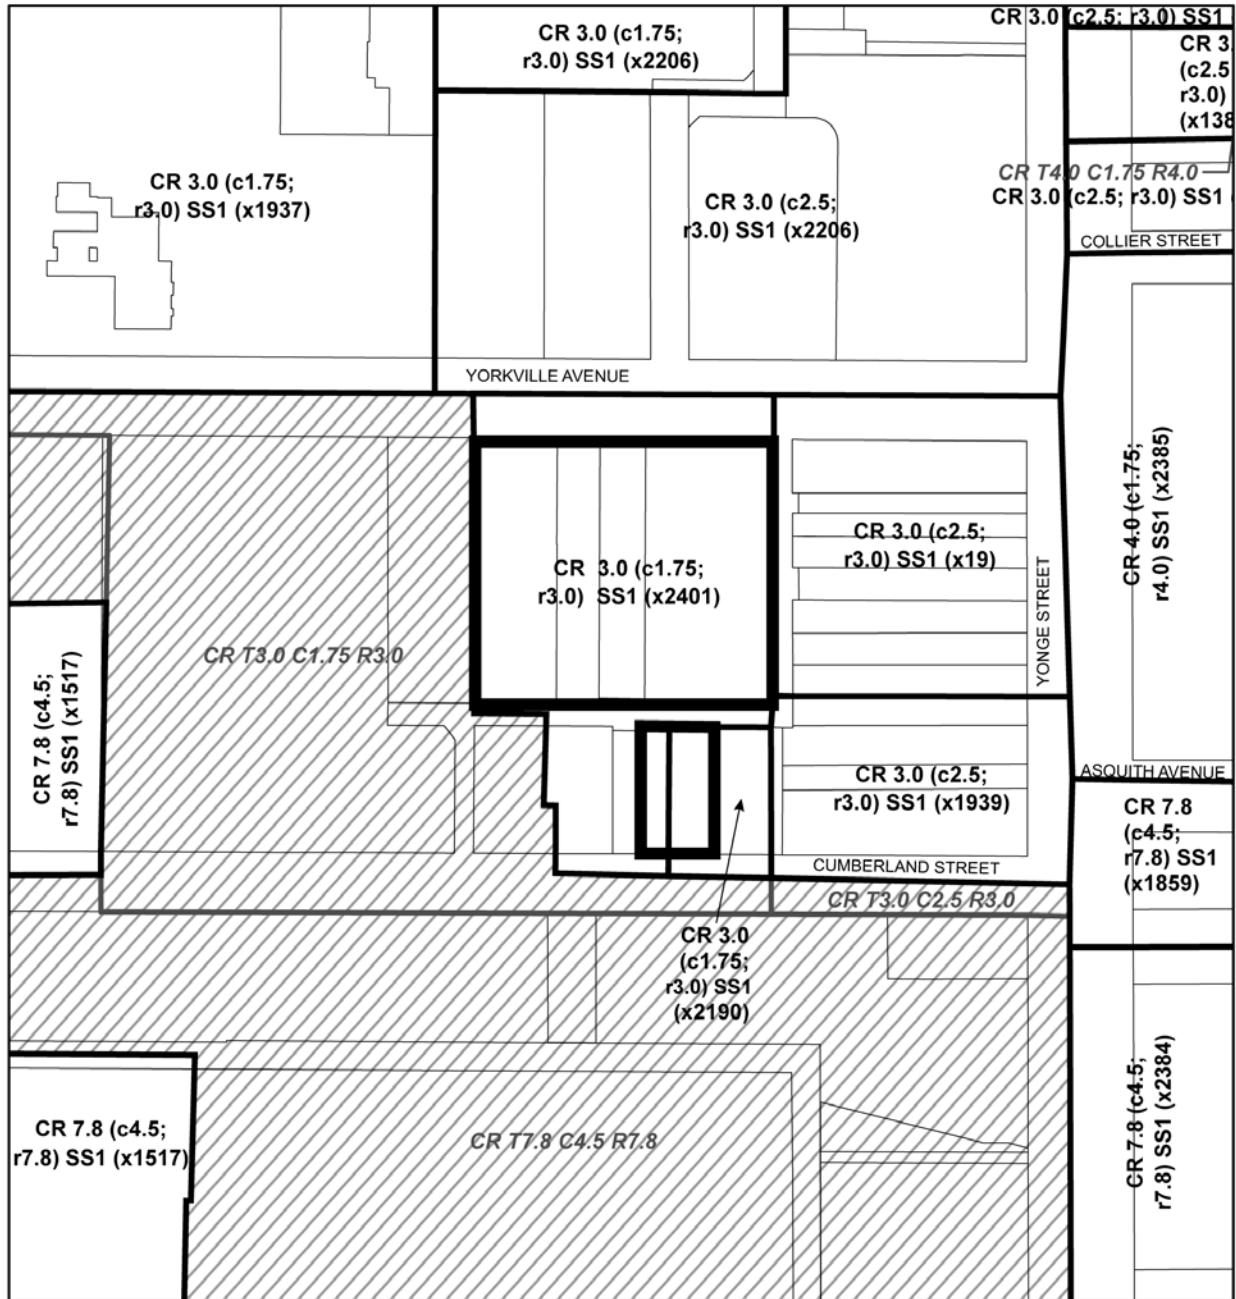 CR 3.0 (c1.75;
r3.0) SS1 (x2206)
CR 3.0 (c2.5; r3.0) SS1
CR 3.
(c2.5
r3.0)
(x138
CR T4.0 C1.75 R4.0
CR 3.0 (c2.5; r3.0) SS1
COLLIER STREET
CR 3.0 (c1.75;
r3.0) SS1 (x1937)
CR 3.0 (c2.5;
r3.0) SS1 (x2206)
YORKVILLE AVENUE
CR 4.0 (c1.75;
r4.0) SS1 (x2385)
CR 3.0 (c2.5;
r3.0) SS1 (x19)
YONGE STREET
CR 3.0 (c1.75;
r3.0) SS1 (x2401)
CR T3.0 C1.75 R3.0
CR 7.8 (c4.5;
r7.8) SS1 (x1517)
CR 3.0 (c2.5;
r3.0) SS1 (x1939)
ASQUITH AVENUE
CR 7.8
(c4.5;
r7.8) SS1
(x1859)
CUMBERLAND STREET
CR T3.0 C2.5 R3.0
CR 3.0
(c1.75;
r3.0) SS1
(x2190)
CR 7.8 (c4.5;
r7.8) SS1 (x1517)
CR T7.8 C4.5 R7.8
CR 7.8 (c4.5;
r7.8) SS1 (x2384)